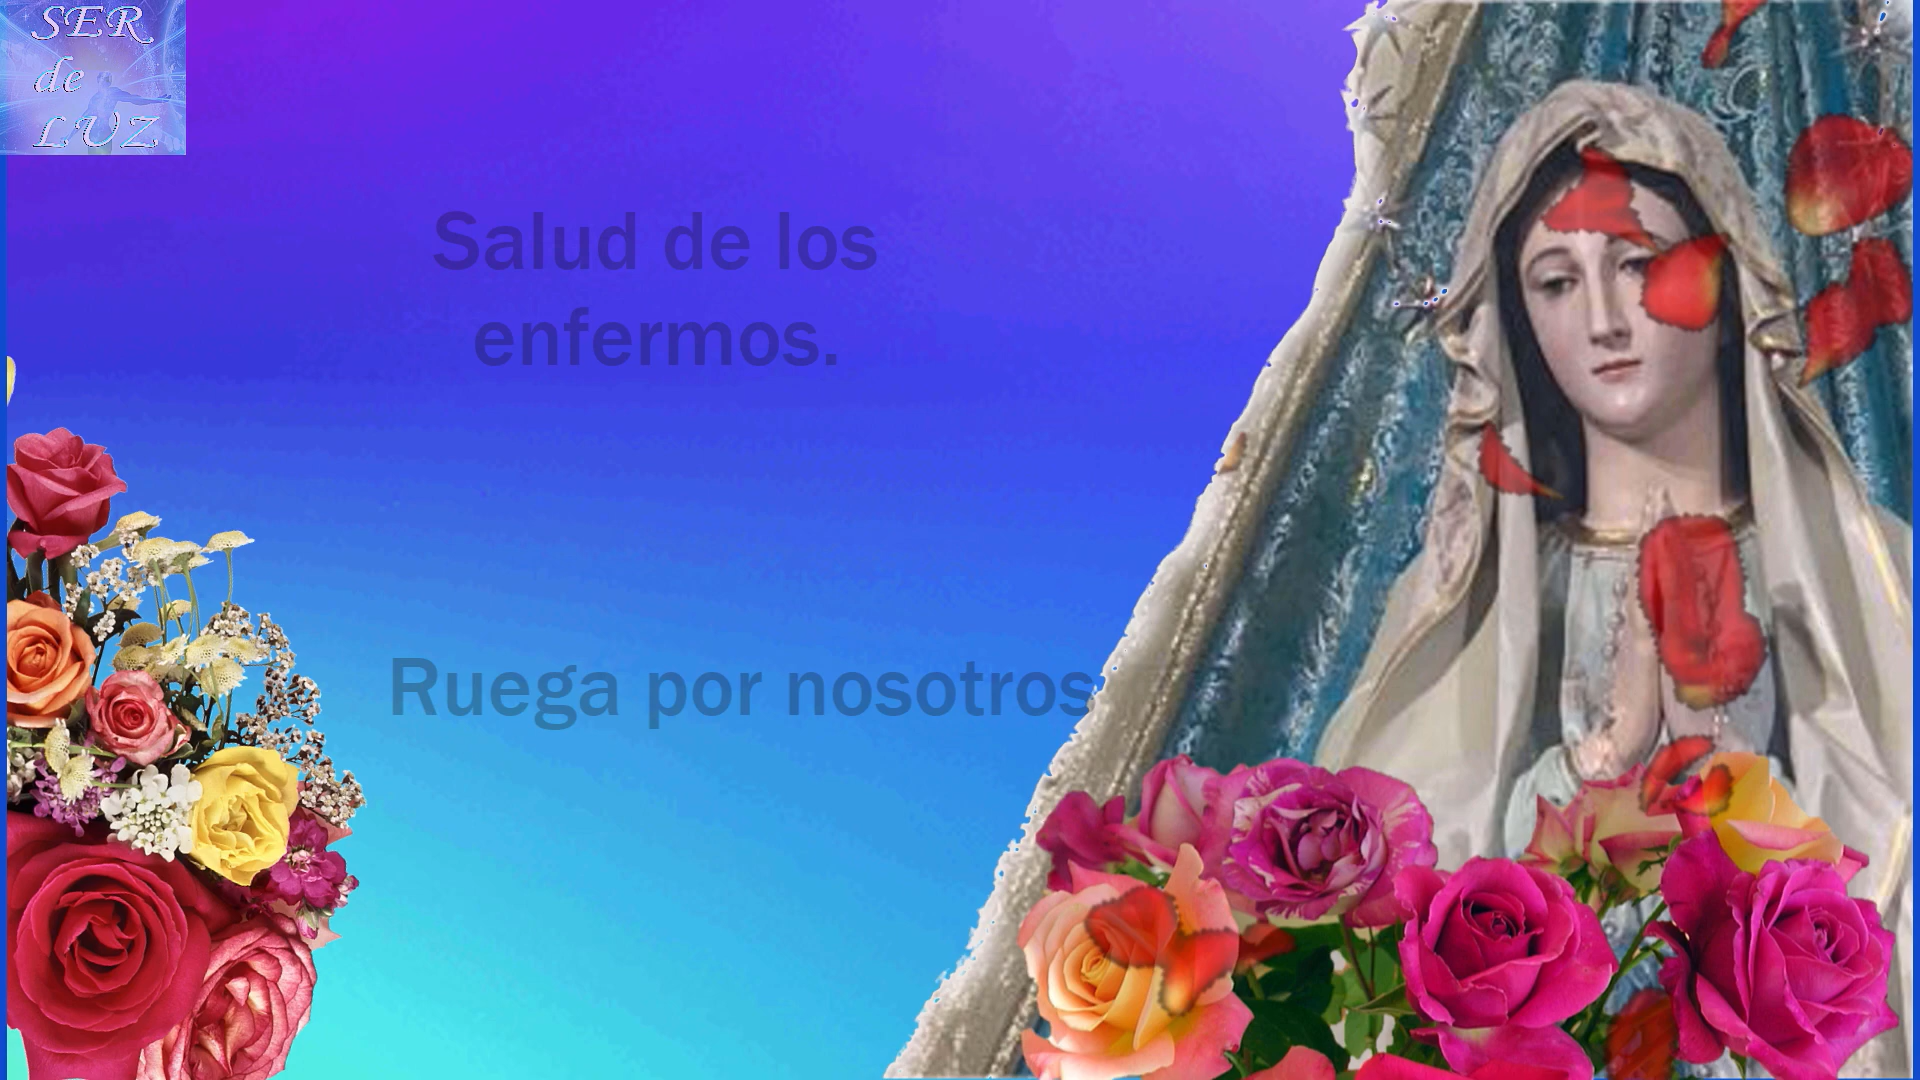 SER
de
LUZ
Salud de los
enfermos.
Ruega por nosotros